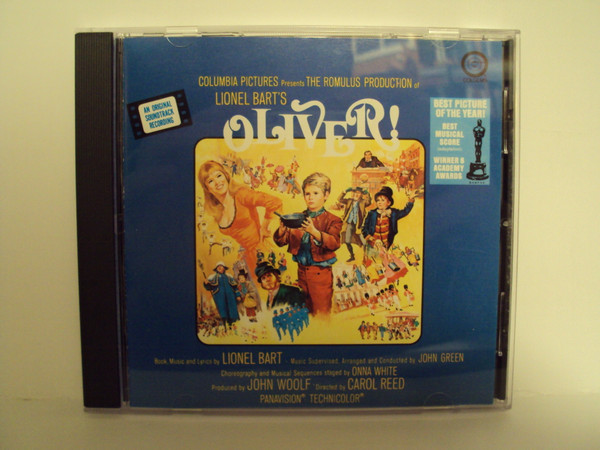 COLUMBIA PICTURES Presents THE ROMULUS PRODUCTION of
LIONEL BART'S
OLIVER!
AN ORIGINAL
SOUNDTRACK
RECORDING
BEST PICTURE
OF THE YEAR!
BEST
MUSICAL
SCORE
(adaptation)
WINNER 6
ACADEMY
AWARDS
Book, Music and Lyrics by LIONEL BART Music Supervised, Arranged and Conducted by JOHN GREEN
Choreography and Musical Sequences staged by ONNA WHITE
Produced by JOHN WOOLF Directed by CAROL REED
PANAVISION® TECHNICOLOR®